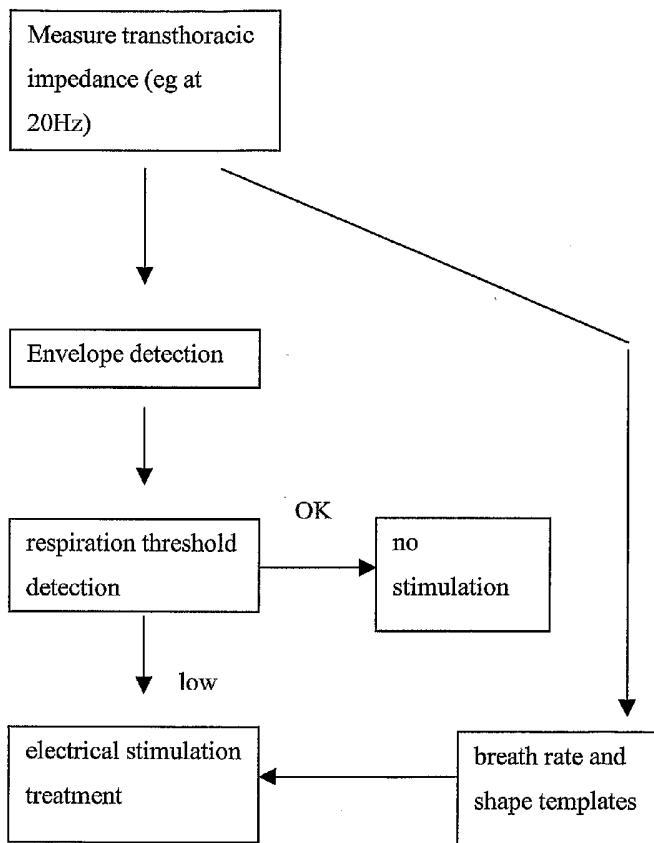 Measure transthoracic
impedance (eg at
20Hz)
Envelope detection
OK
respiration threshold
detection
no
stimulation
low
electrical stimulation
treatment
breath rate and
shape templates